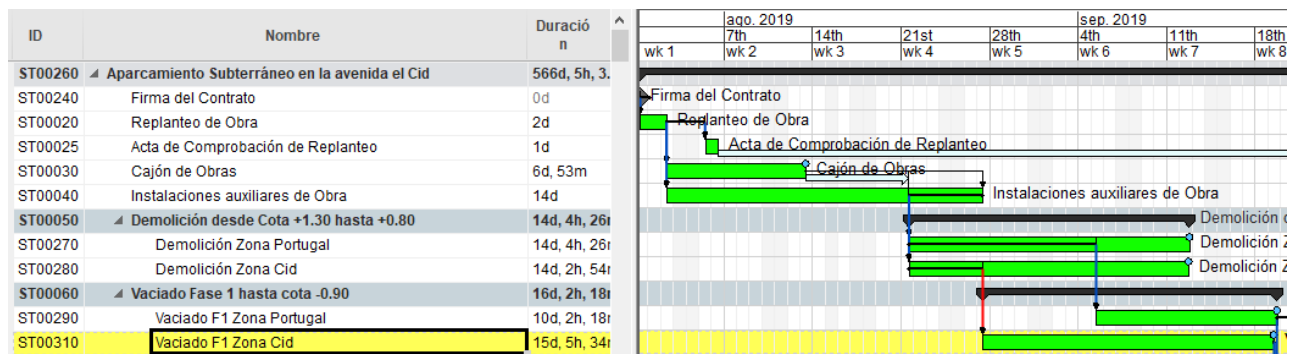 ago. 2019 sep. 2019
ID Nombre Duració
n
7th 14th 21st 28th 4th 11th 18th
wk 1 wk 2 wk 3 wk 4 wk 5 wk 6 wk 7 wk 8
ST00260 Aparcamiento Subterráneo en la avenida el Cid 566d, 5h, 3.
ST00240 Firma del Contrato 0d Firma del Contrato
ST00020 Replanteo de Obra 2d Replanteo de Obra
ST00025 Acta de Comprobación de Replanteo 1d Acta de Comprobación de Replanteo
ST00030 Cajón de Obras 6d, 53m Cajón de Obras
ST00040 Instalaciones auxiliares de Obra 14d Instalaciones auxiliares de Obra
ST00050 Demolición desde Cota +1.30 hasta +0.80 14d, 4h, 26 Demolición
ST00270 Demolición Zona Portugal 14d, 4h, 26 Demolición
ST00280 Demolición Zona Cid 14d, 2h, 54 Demolición
ST00060 Vaciado Fase 1 hasta cota -0.90 16d, 2h, 18
ST00290 Vaciado F1 Zona Portugal 10d, 2h, 18
ST00310 Vaciado F1 Zona Cid 15d, 5h, 34